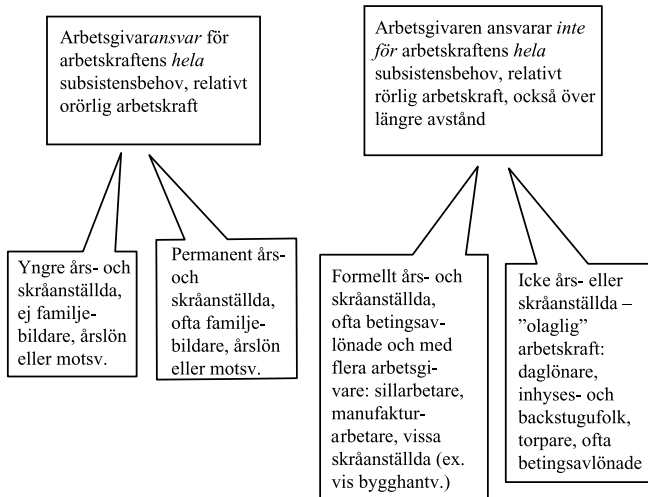 Arbetsgivaransvar för
arbetskraftens hela
subsistensbehov, relativt
orörlig arbetskraft
Arbetsgivaren ansvarar inte
för arbetskraftens hela
subsistensbehov, relativt
rörlig arbetskraft, också över
längre avstånd
Yngre års- och
skråanställda,
ej familje-
bildare, årslön
eller motsv.
Permanent års-
och
skråanställda,
ofta familje-
bildare, årslön
eller motsv.
Formellt års- och
skråanställda,
ofta betingsav-
lönade och med
flera arbetsgi-
vare: sillarbetare,
manufaktur-
arbetare, vissa
skråanställda (ex.
vis bygghantv.)
Icke års- eller
skråanställda –
”olaglig”
arbetskraft:
daglönare,
inhyses- och
backstugufolk,
torpare, ofta
betingsavlönade